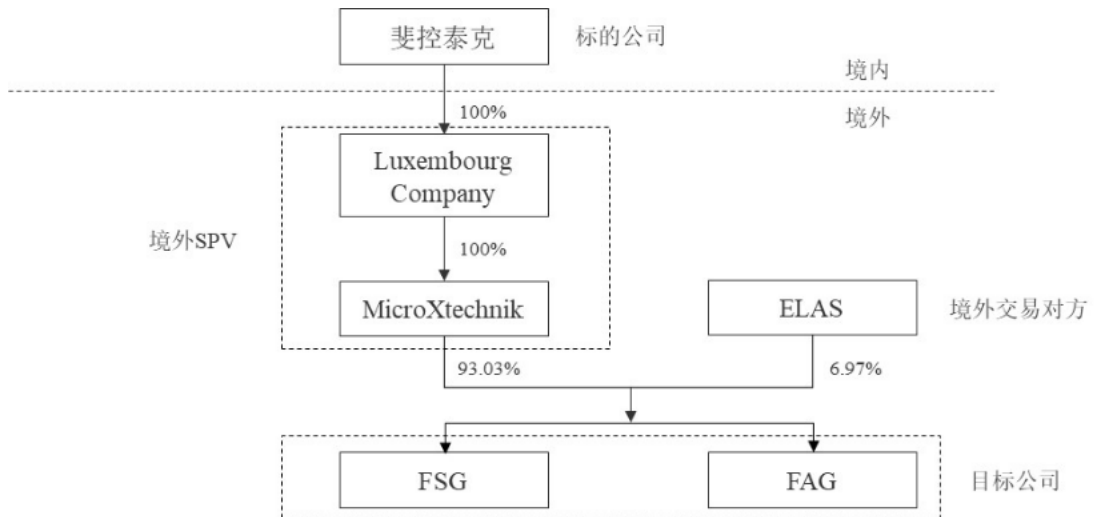 斐控泰克
标的公司
境内
100%
境外
Luxembourg
Company
境外SPV
100%
MicroXtechnik
ELAS
境外交易对方
93.03%
6.97%
FSG
FAG
目标公司